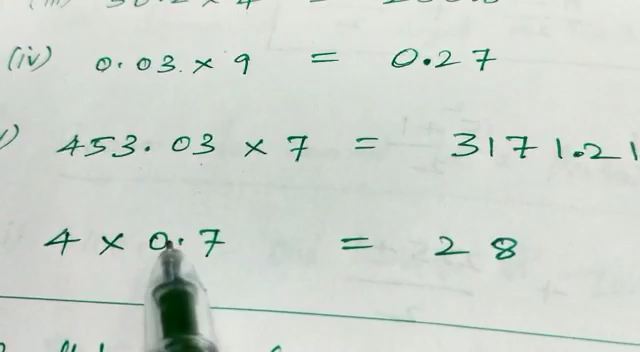 (iv) 0.03 × 9 = 0.27
) 453.03 × 7 = 3171.21
4 × 0.7 = 28